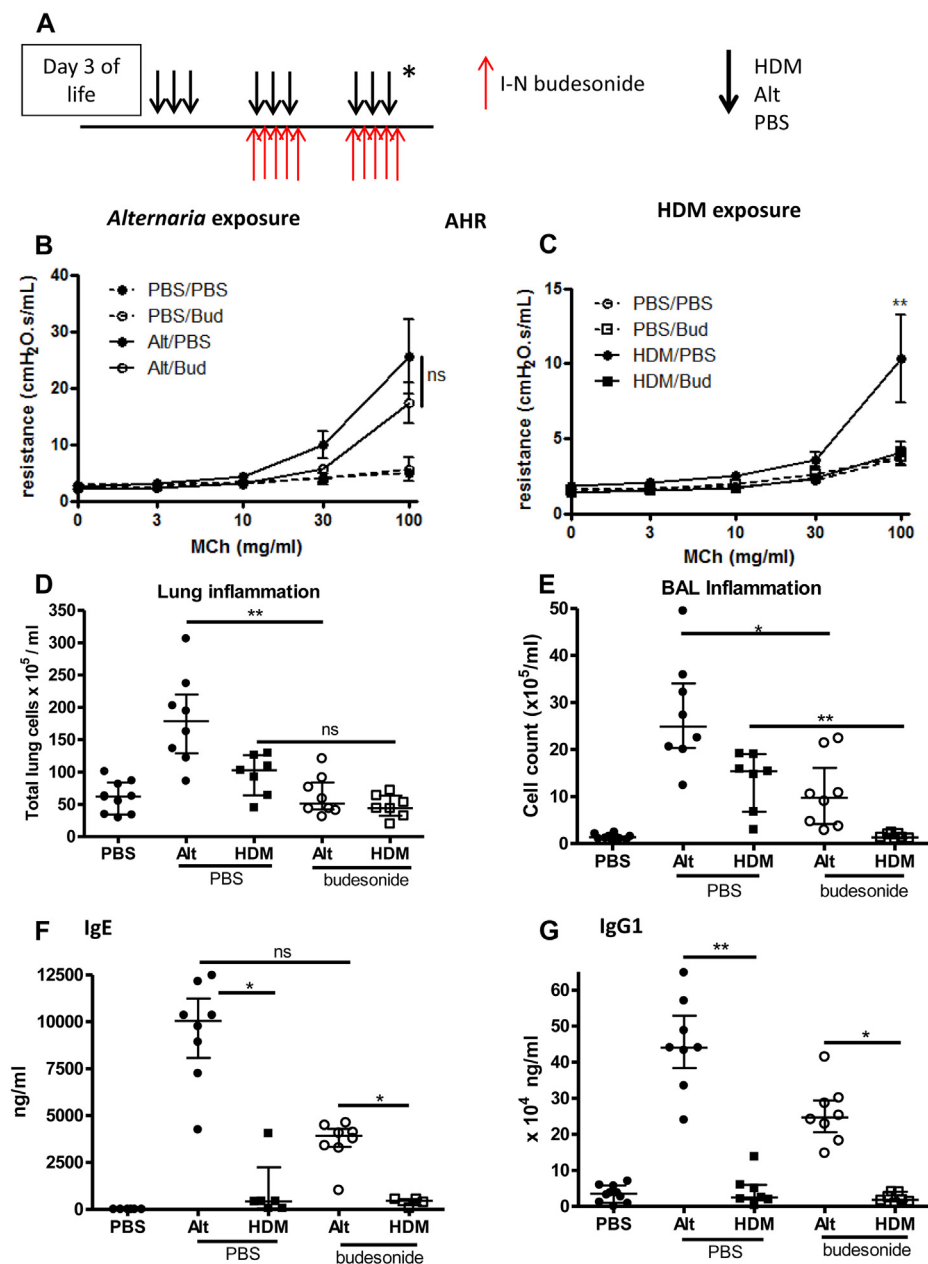 A
Day 3 of
life
*
I-N budesonide
HDM
Alt
PBS
Alternaria exposure
AHR
HDM exposure
B
resistance (cmH2O.s/mL)
40
30
20
10
0
PBS/PBS
PBS/Bud
Alt/PBS
Alt/Bud
ns
0 3 10 30 100
MCh (mg/ml)
C
resistance (cmH2O.s/mL)
15
10
5
0
PBS/PBS
PBS/Bud
HDM/PBS
HDM/Bud
**
0 3 10 30 100
MCh (mg/ml)
D
Lung inflammation
Total lung cells x 10^5 / ml
350
300
250
200
150
100
50
0
**
ns
PBS Alt HDM Alt HDM
PBS budesonide
E
BAL Inflammation
Cell count (x10^5/ml)
50
40
30
20
10
0
*
**
PBS Alt HDM Alt HDM
PBS budesonide
F
IgE
ng/ml
12500
10000
7500
5000
2500
0
ns
*
*
PBS Alt HDM Alt HDM
PBS budesonide
G
IgG1
x 10^4 ng/ml
60
50
40
30
20
10
0
**
*
PBS Alt HDM Alt HDM
PBS budesonide